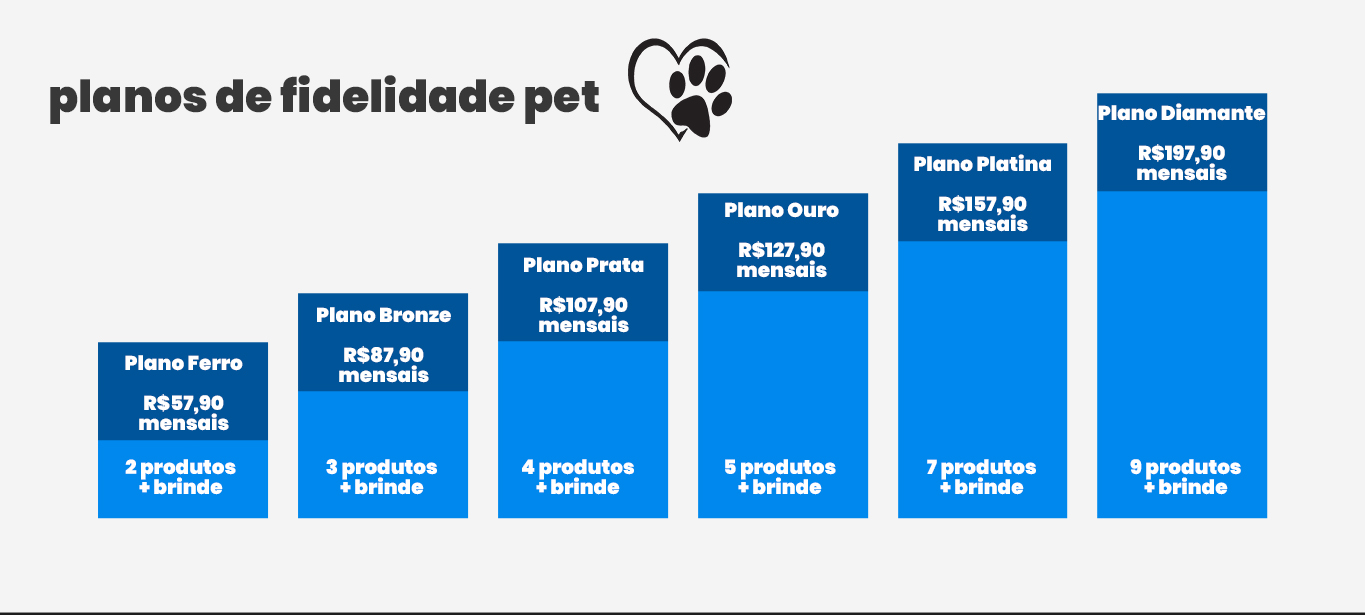 planos de fidelidade pet
Plano Ferro
R$57,90
mensais
2 produtos
+ brinde
Plano Bronze
R$87,90
mensais
3 produtos
+ brinde
Plano Prata
R$107,90
mensais
4 produtos
+ brinde
Plano Ouro
R$127,90
mensais
5 produtos
+ brinde
Plano Platina
R$157,90
mensais
7 produtos
+ brinde
Plano Diamante
R$197,90
mensais
9 produtos
+ brinde